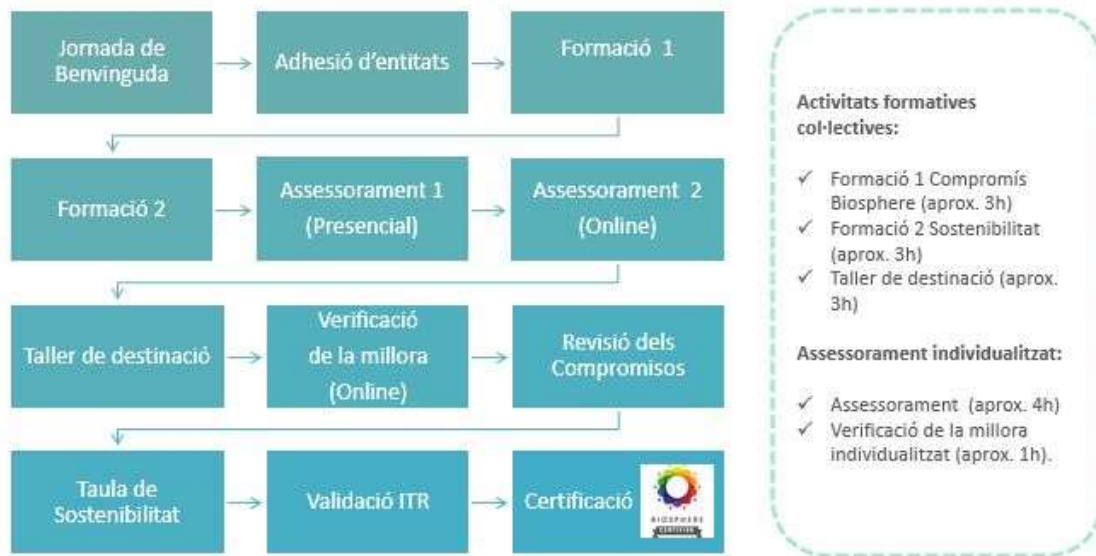 Jornada de
Benvinguda
Adhesió d'entitats
Formació 1
Formació 2
Assessorament 1
(Presencial)
Assessorament 2
(Online)
Taller de destinació
Verificació
de la millora
(Online)
Revisió dels
Compromisos
Taula de
Sostenibilitat
Validació ITR
Certificació
BIOSPHERE
CERTIFIED
Activitats formatives
col·lectives:
✓ Formació 1 Compromís
Biosphere (aprox. 3h)
✓ Formació 2 Sostenibilitat
(aprox. 3h)
✓ Taller de destinació (aprox.
3h)
Assessorament individualitzat:
✓ Assessorament (aprox. 4h)
✓ Verificació de la millora
individualitzat (aprox. 1h).